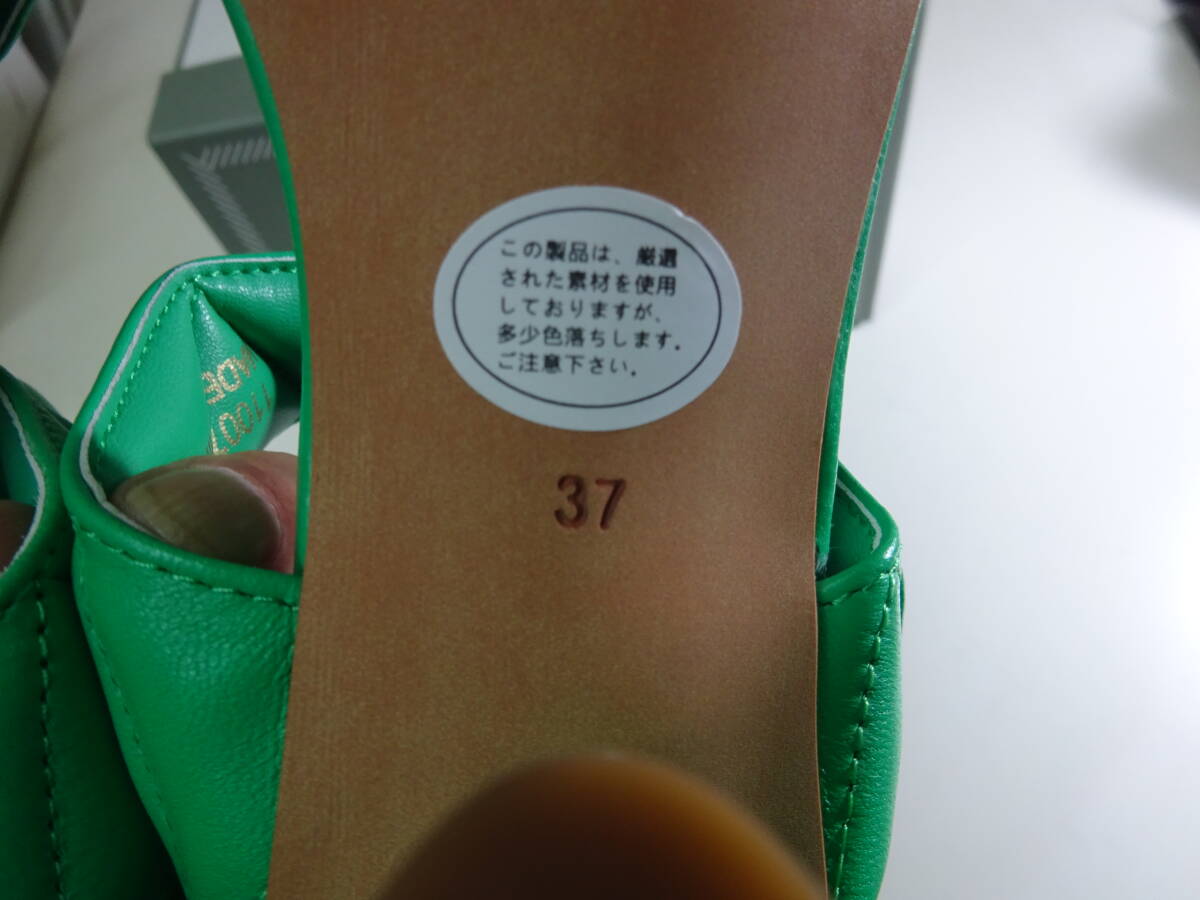 この製品は、厳選
された素材を使用
しておりますが、
多少色落ちします。
ご注意下さい。
37